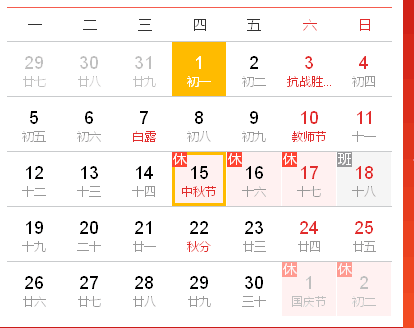 一 二 三 四 五 六 日
29 30 31 1 2 3 4
廿七 廿八 廿九 初一 初二 抗战胜... 初四
5 6 7 8 9 10 11
初五 初六 白露 初八 初九 教师节 十一
休 休 休 班
12 13 14 15 16 17 18
十二 十三 十四 中秋节 十六 十七 十八
19 20 21 22 23 24 25
十九 二十 廿一 秋分 廿三 廿四 廿五
休 休
26 27 28 29 30 1 2
廿六 廿七 廿八 廿九 三十 国庆节 初二